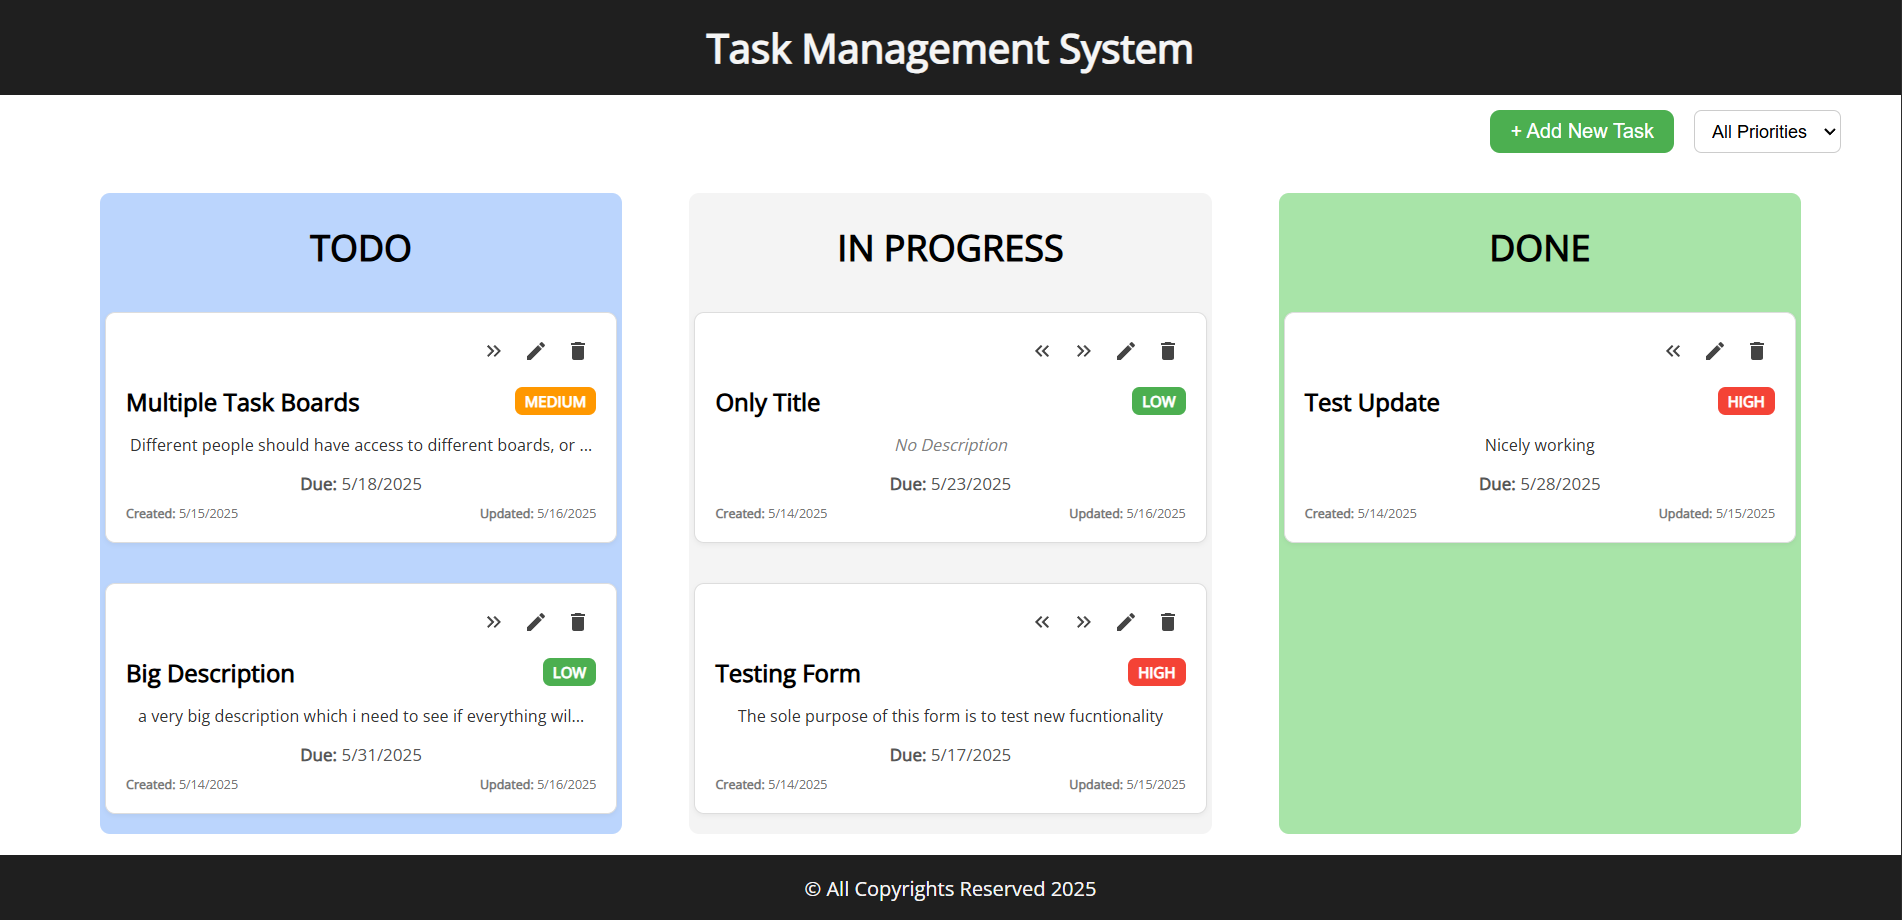 Task Management System
+ Add New Task
All Priorities
TODO
Multiple Task Boards
MEDIUM
Different people should have access to different boards, or ...
Due: 5/18/2025
Created: 5/15/2025
Updated: 5/16/2025
Big Description
LOW
a very big description which i need to see if everything wil...
Due: 5/31/2025
Created: 5/14/2025
Updated: 5/16/2025
IN PROGRESS
Only Title
LOW
No Description
Due: 5/23/2025
Created: 5/14/2025
Updated: 5/16/2025
Testing Form
HIGH
The sole purpose of this form is to test new fucntionality
Due: 5/17/2025
Created: 5/14/2025
Updated: 5/15/2025
DONE
Test Update
HIGH
Nicely working
Due: 5/28/2025
Created: 5/14/2025
Updated: 5/15/2025
© All Copyrights Reserved 2025